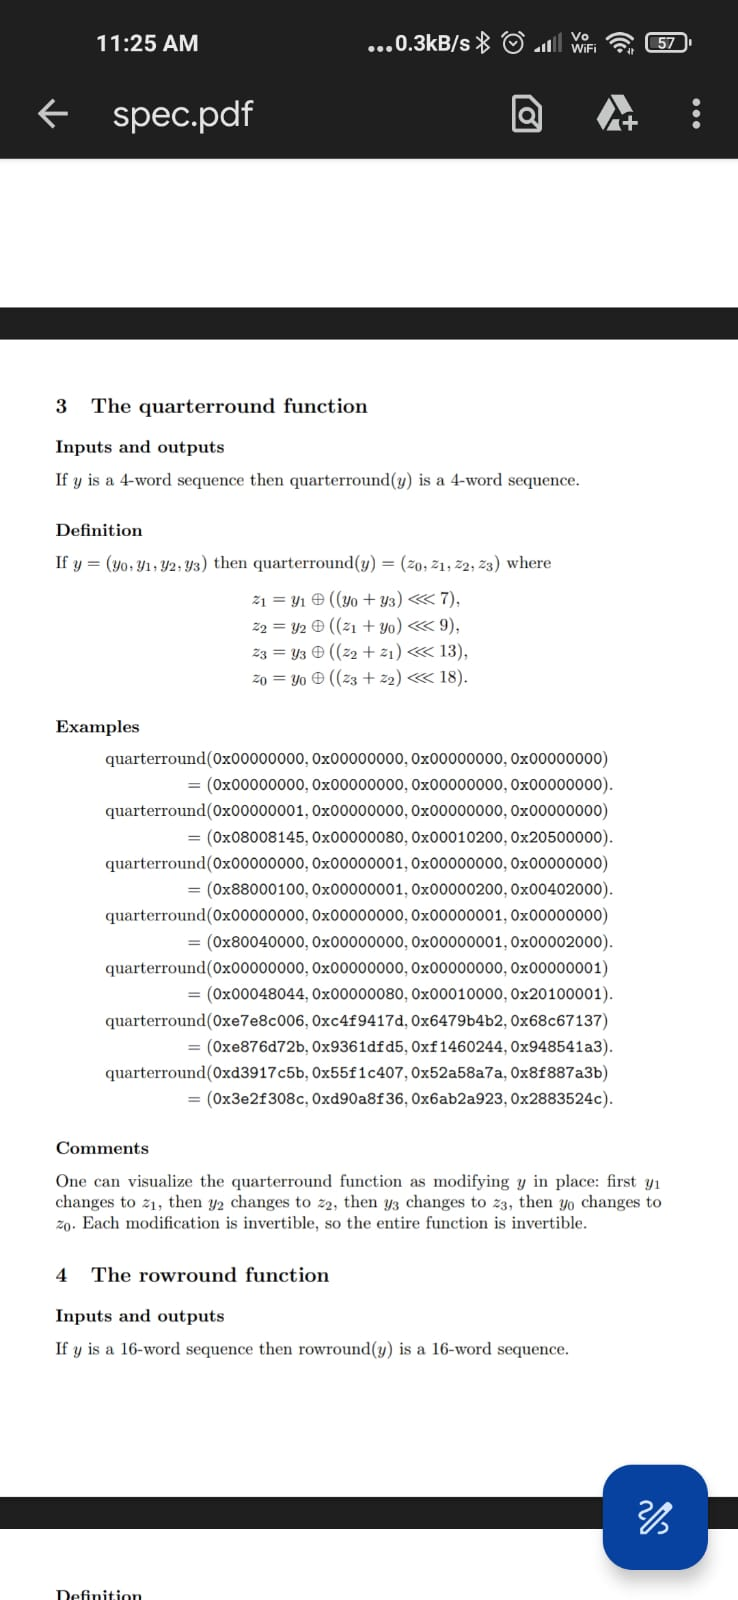 11:25 AM ...0.3kB/s Vo WiFi 57
spec.pdf
3 The quarterround function
Inputs and outputs
If y is a 4-word sequence then quarterround(y) is a 4-word sequence.
Definition
If y = (y₀, y₁, y₂, y₃) then quarterround(y) = (z₀, z₁, z₂, z₃) where
z₁ = y₁ ⊕ ((y₀ + y₃) <<< 7),
z₂ = y₂ ⊕ ((z₁ + y₀) <<< 9),
z₃ = y₃ ⊕ ((z₂ + z₁) <<< 13),
z₀ = y₀ ⊕ ((z₃ + z₂) <<< 18).
Examples
quarterround(0x00000000, 0x00000000, 0x00000000, 0x00000000)
= (0x00000000, 0x00000000, 0x00000000, 0x00000000).
quarterround(0x00000001, 0x00000000, 0x00000000, 0x00000000)
= (0x08008145, 0x00000080, 0x00010200, 0x20500000).
quarterround(0x00000000, 0x00000001, 0x00000000, 0x00000000)
= (0x88000100, 0x00000001, 0x00000200, 0x00402000).
quarterround(0x00000000, 0x00000000, 0x00000001, 0x00000000)
= (0x80040000, 0x00000000, 0x00000001, 0x00002000).
quarterround(0x00000000, 0x00000000, 0x00000000, 0x00000001)
= (0x00048044, 0x00000080, 0x00010000, 0x20100001).
quarterround(0xe7e8c006, 0xc4f9417d, 0x6479b4b2, 0x68c67137)
= (0xe876d72b, 0x9361dfd5, 0xf1460244, 0x948541a3).
quarterround(0xd3917c5b, 0x55f1c407, 0x52a58a7a, 0x8f887a3b)
= (0x3e2f308c, 0xd90a8f36, 0x6ab2a923, 0x2883524c).
Comments
One can visualize the quarterround function as modifying y in place: first y₁
changes to z₁, then y₂ changes to z₂, then y₃ changes to z₃, then y₀ changes to
z₀. Each modification is invertible, so the entire function is invertible.
4 The rowround function
Inputs and outputs
If y is a 16-word sequence then rowround(y) is a 16-word sequence.
Definition